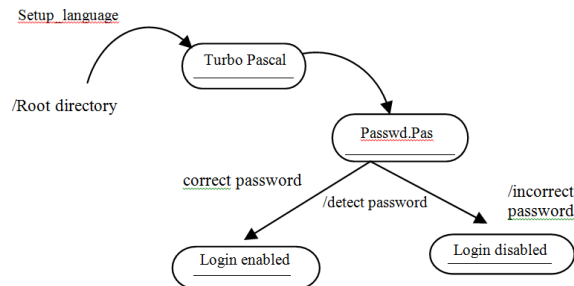 Setup_language
Turbo Pascal
/Root directory
Passwd.Pas
correct password
/detect password
/incorrect
password
Login enabled
Login disabled